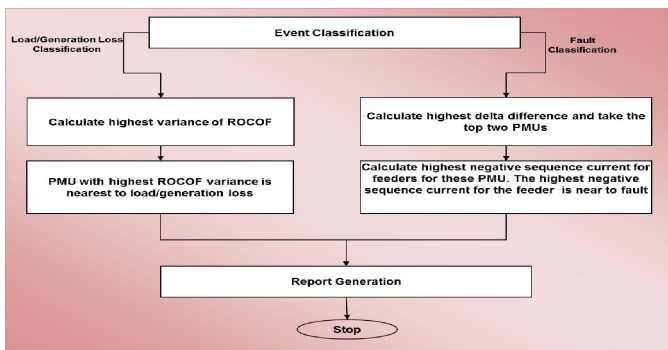 Event Classification
Load/Generation Loss
Classification
Fault
Classification
Calculate highest variance of ROCOF
Calculate highest delta difference and take the
top two PMUs
PMU with highest ROCOF variance is
nearest to load/generation loss
Calculate highest negative sequence current for
feeders for these PMU. The highest negative
sequence current for the feeder is near to fault
Report Generation
Stop